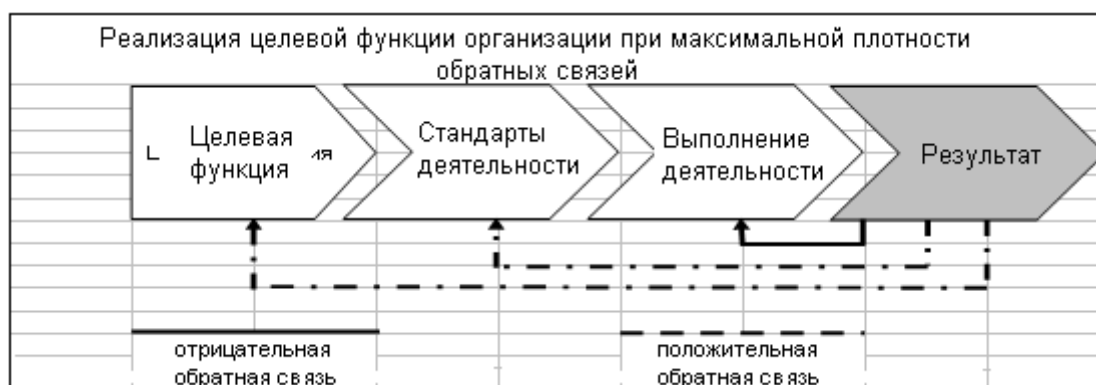 Реализация целевой функции организации при максимальной плотности
обратных связей
Целевая
функция
Стандарты
деятельности
Выполнение
деятельности
Результат
отрицательная
обратная связь
положительная
обратная связь